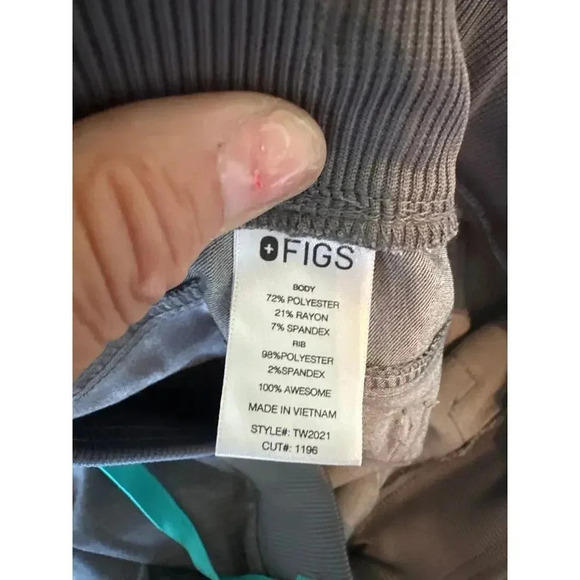 FIGS
BODY
72% POLYESTER
21% RAYON
7% SPANDEX
RIB
98%POLYESTER
2%SPANDEX
100% AWESOME
MADE IN VIETNAM
STYLE#: TW2021
CUT#: 1196